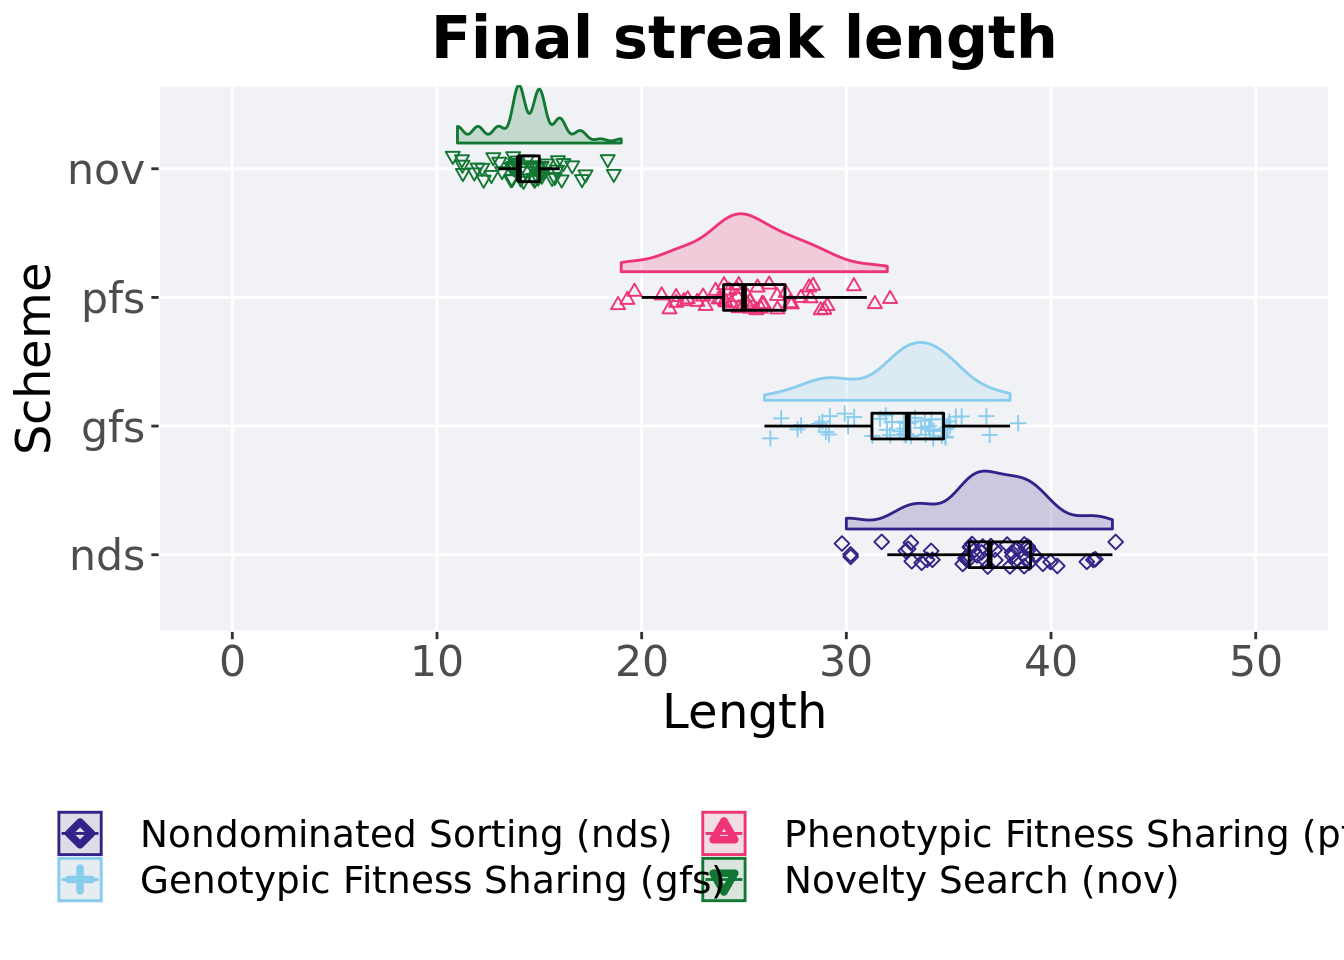 Final streak length
Scheme
nov
pfs
gfs
nds
0 10 20 30 40 50
Length
Nondominated Sorting (nds) Phenotypic Fitness Sharing (p
Genotypic Fitness Sharing (gfs) Novelty Search (nov)